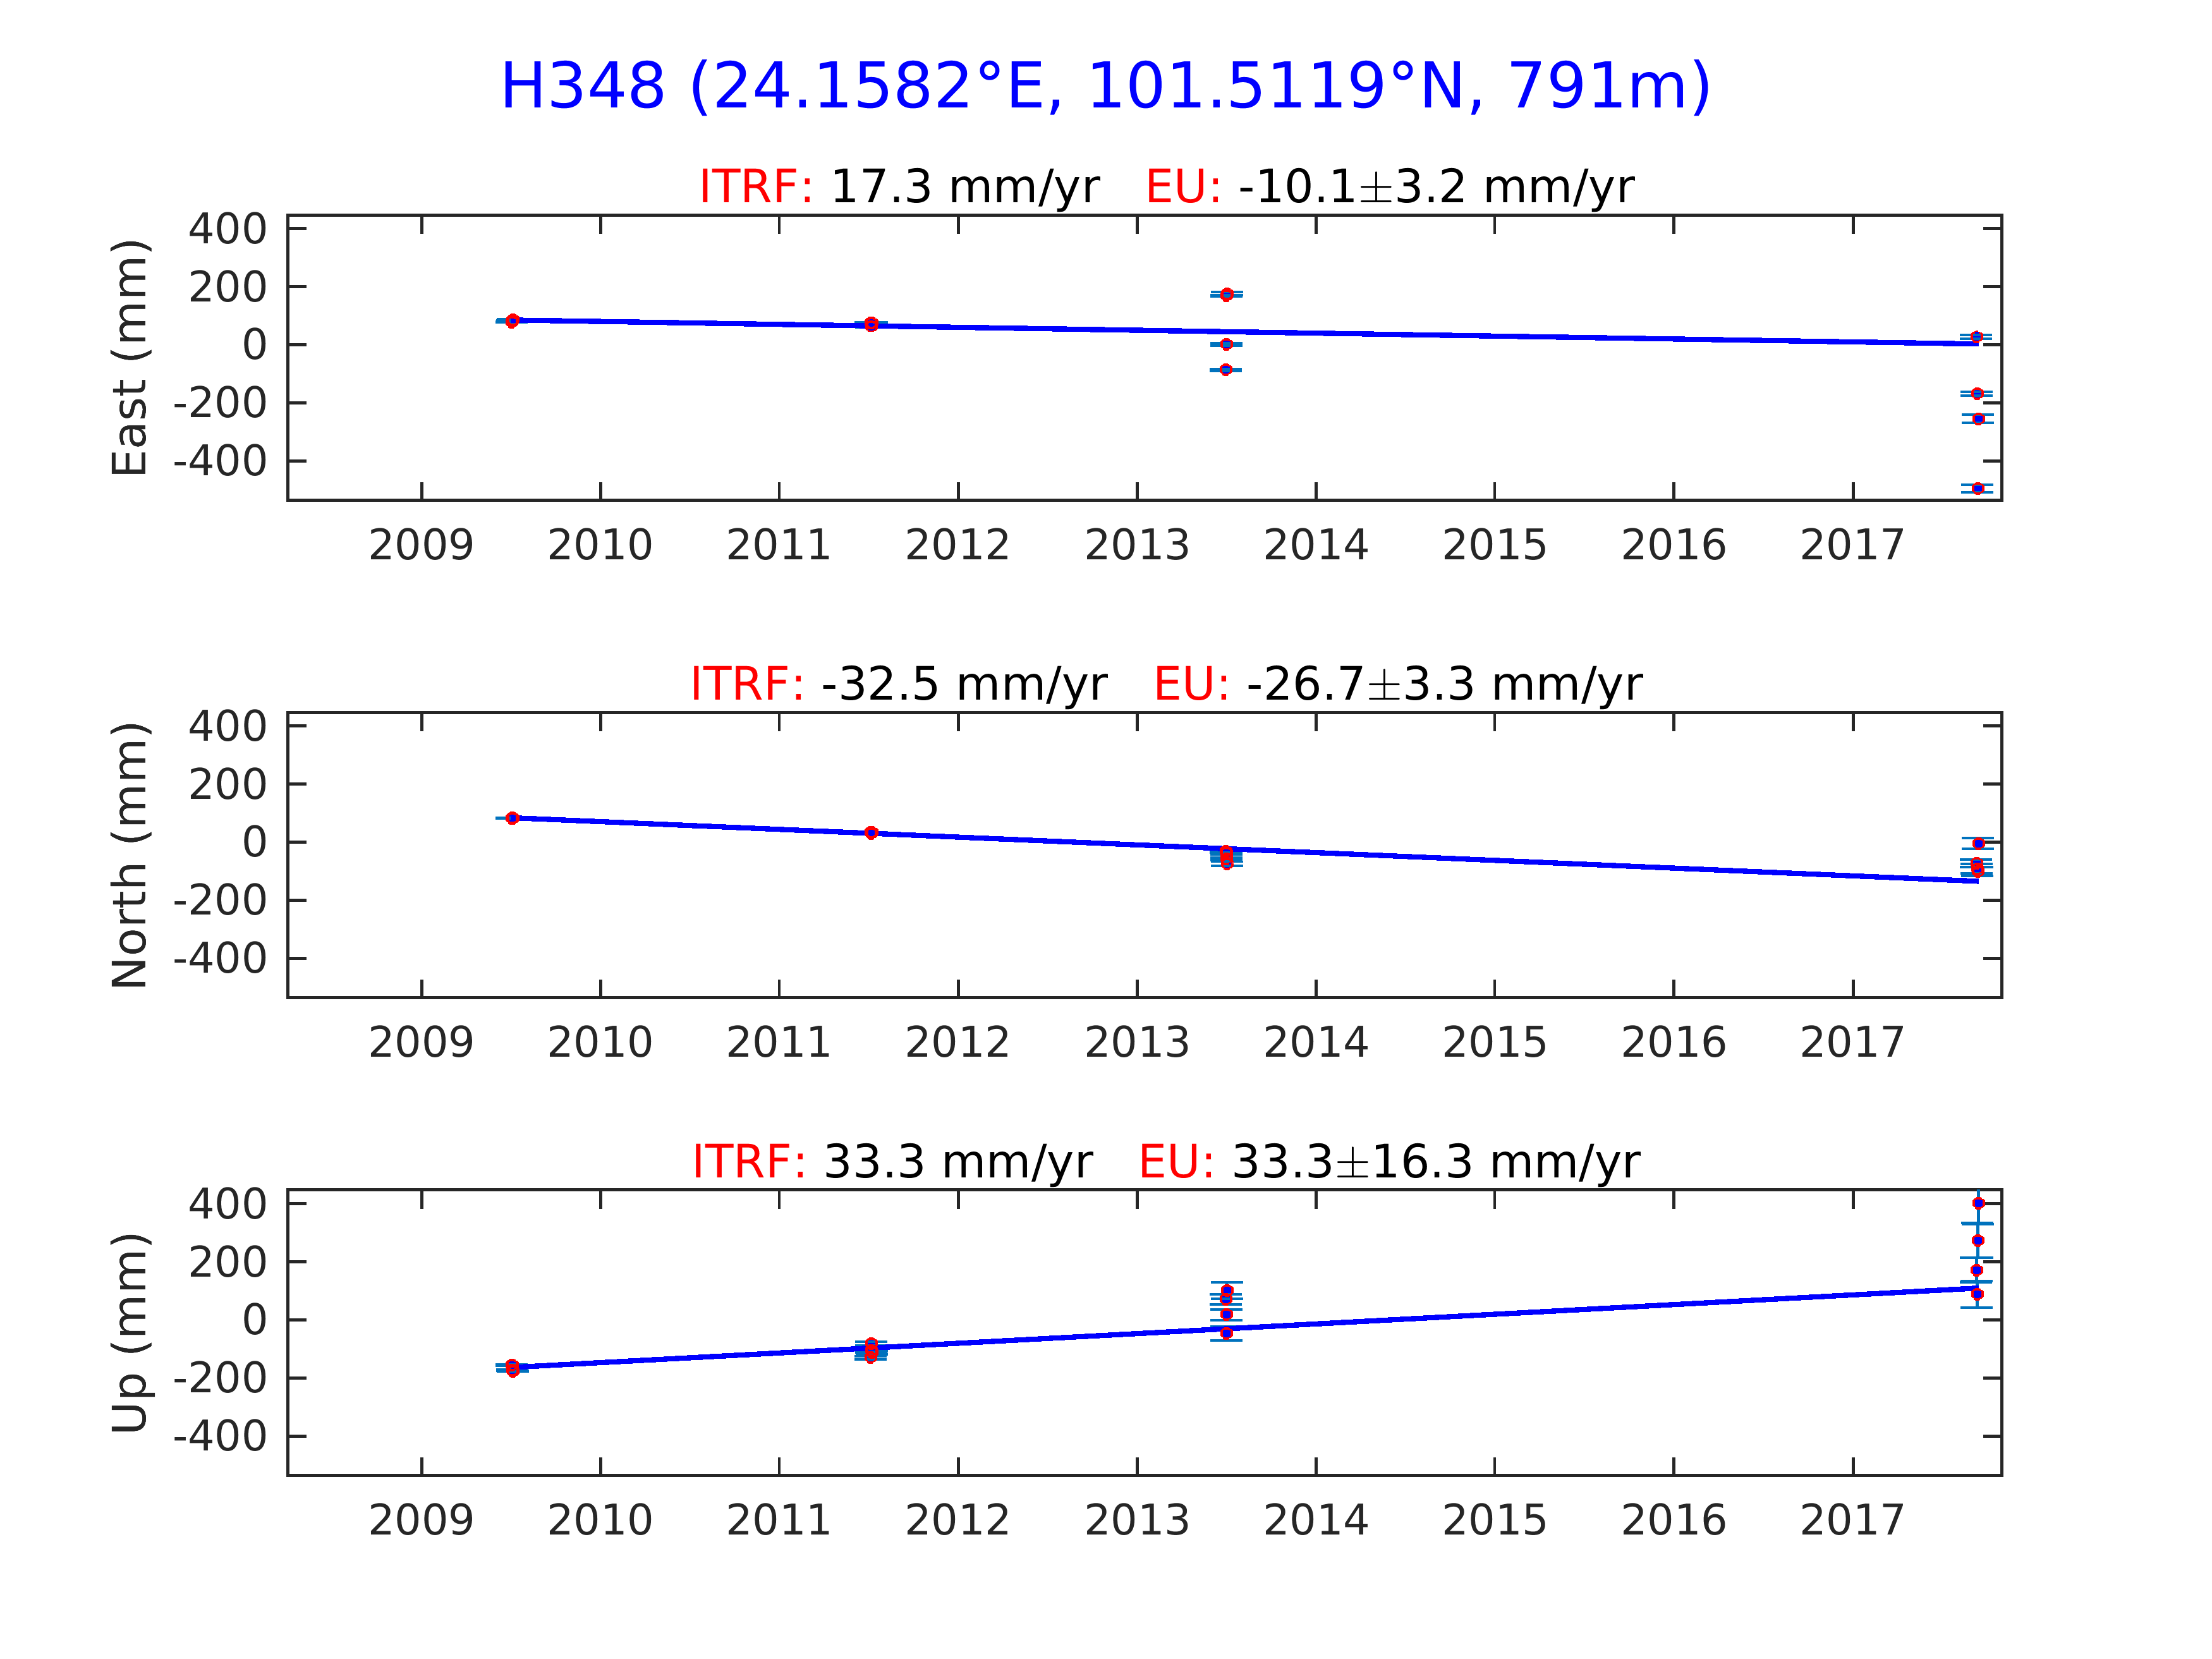 H348 (24.1582°E, 101.5119°N, 791m)
ITRF: 17.3 mm/yr EU: -10.1±3.2 mm/yr
East (mm)
400
200
0
-200
-400
2009 2010 2011 2012 2013 2014 2015 2016 2017
ITRF: -32.5 mm/yr EU: -26.7±3.3 mm/yr
North (mm)
400
200
0
-200
-400
2009 2010 2011 2012 2013 2014 2015 2016 2017
ITRF: 33.3 mm/yr EU: 33.3±16.3 mm/yr
Up (mm)
400
200
0
-200
-400
2009 2010 2011 2012 2013 2014 2015 2016 2017